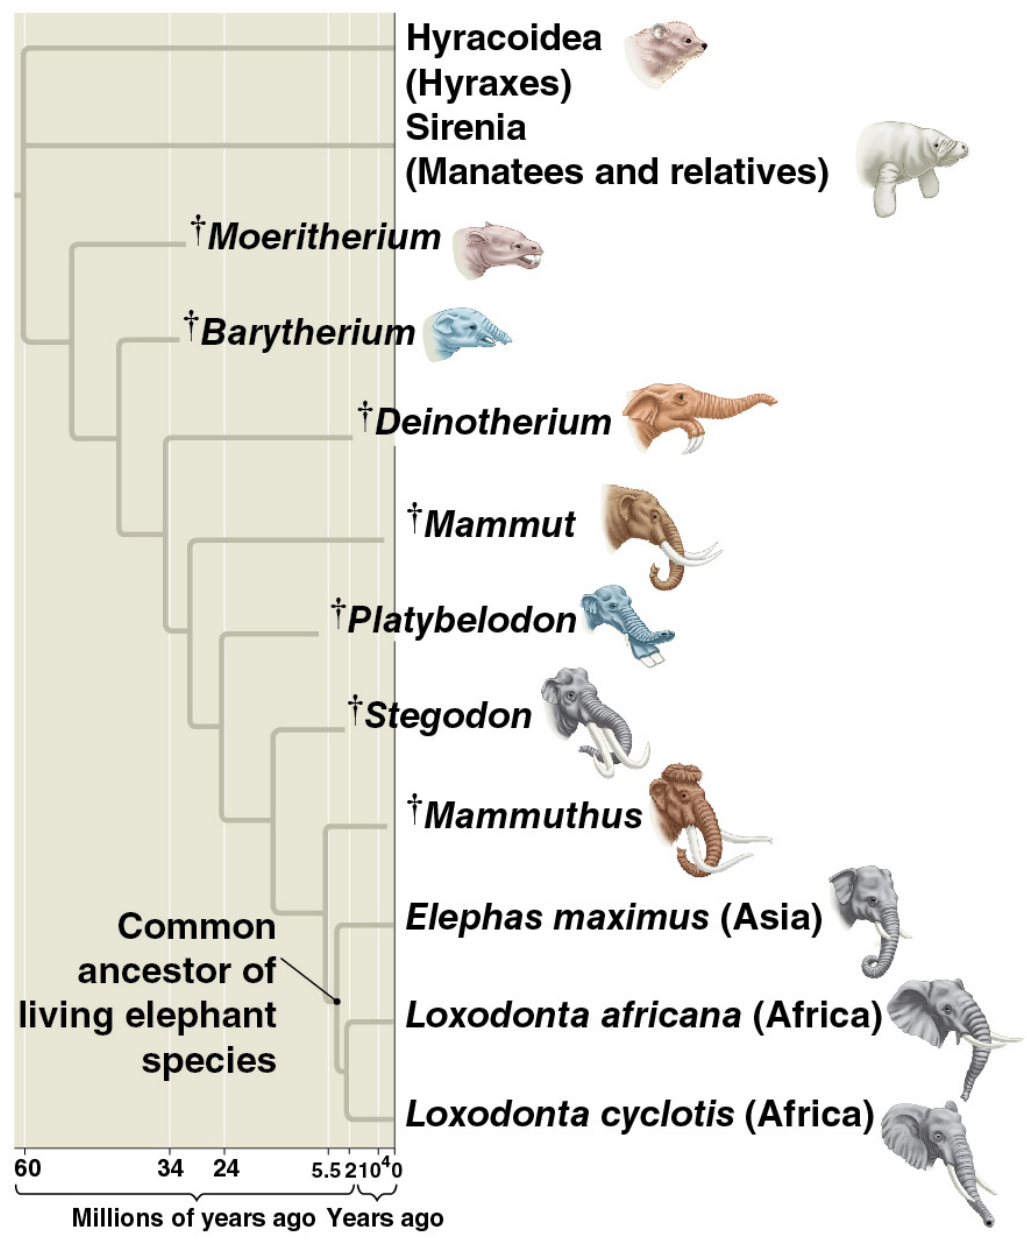 Hyracoidea
(Hyraxes)
Sirenia
(Manatees and relatives)
†Moeritherium
†Barytherium
†Deinotherium
†Mammut
†Platybelodon
†Stegodon
†Mammuthus
Elephas maximus (Asia)
Common
ancestor of
living elephant
species
Loxodonta africana (Africa)
Loxodonta cyclotis (Africa)
60 34 24 5.5 2 10⁴ 0
Millions of years ago Years ago